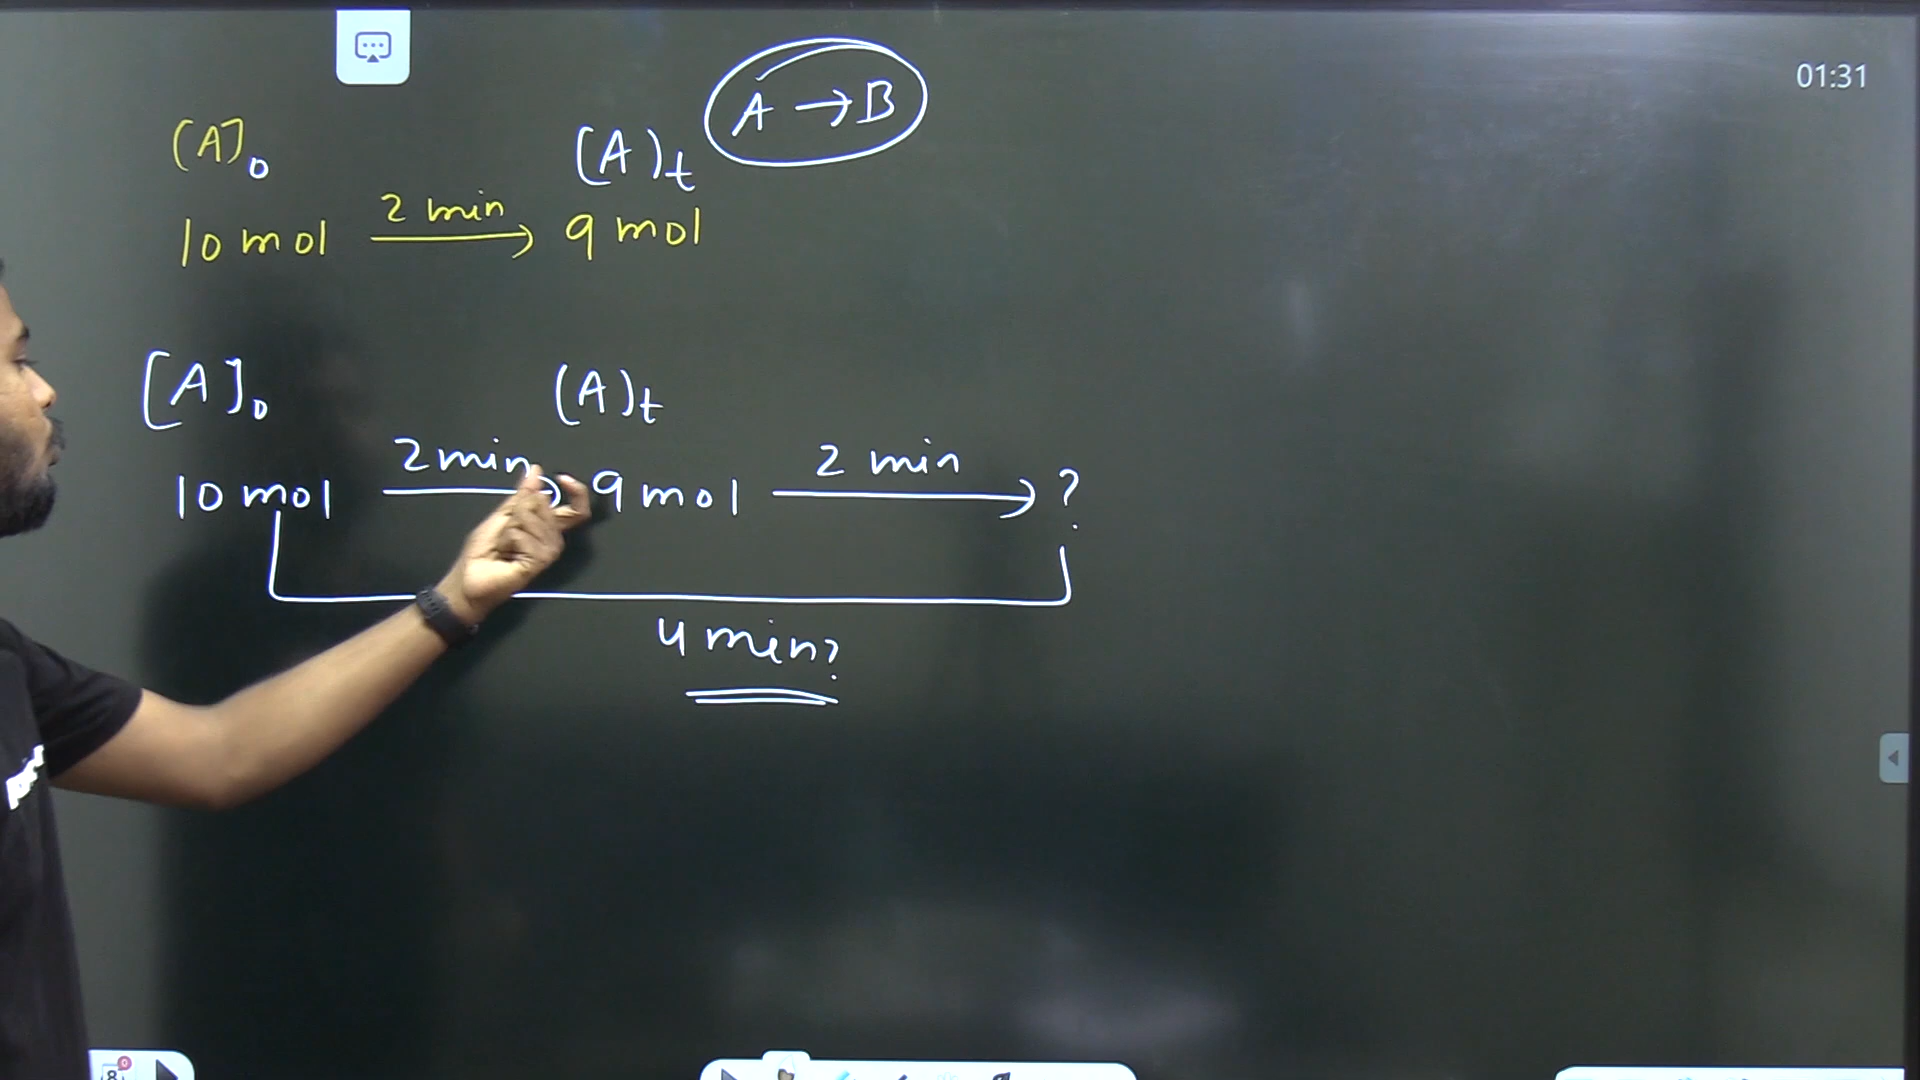 A → B
01:31
[A]₀ (A)t
10 mol 2 min → 9 mol
[A]₀ (A)t
10 mol 2 min → 9 mol 2 min → ?
4 min?